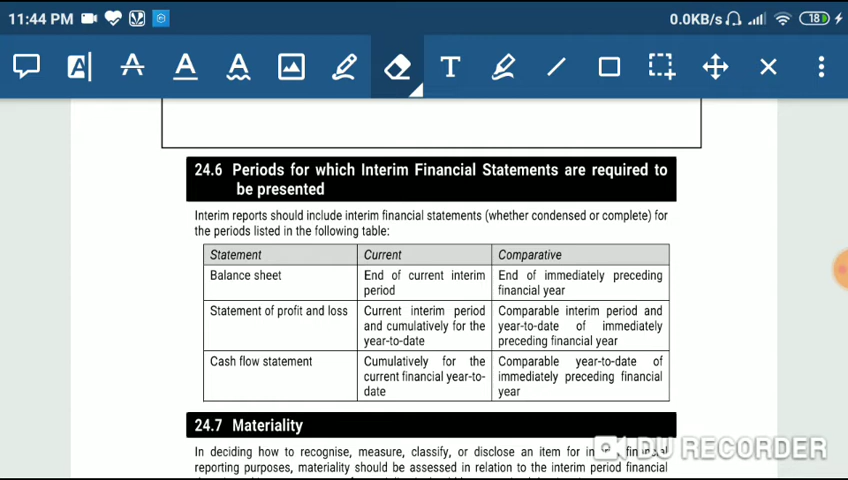 11:44 PM
0.0KB/s
18
T
24.6 Periods for which Interim Financial Statements are required to
be presented
Interim reports should include interim financial statements (whether condensed or complete) for
the periods listed in the following table:
Statement Current Comparative
Balance sheet
End of current interim
period
End of immediately preceding
financial year
Statement of profit and loss
Current interim period
and cumulatively for the
year-to-date
Comparable interim period and
year-to-date of immediately
preceding financial year
Cash flow statement
Cumulatively for the
current financial year-to-
date
Comparable year-to-date of
immediately preceding financial
year
24.7 Materiality
In deciding how to recognise, measure, classify, or disclose an item for
reporting purposes, materiality should be assessed in relation to the interim period financial
DU RECORDER